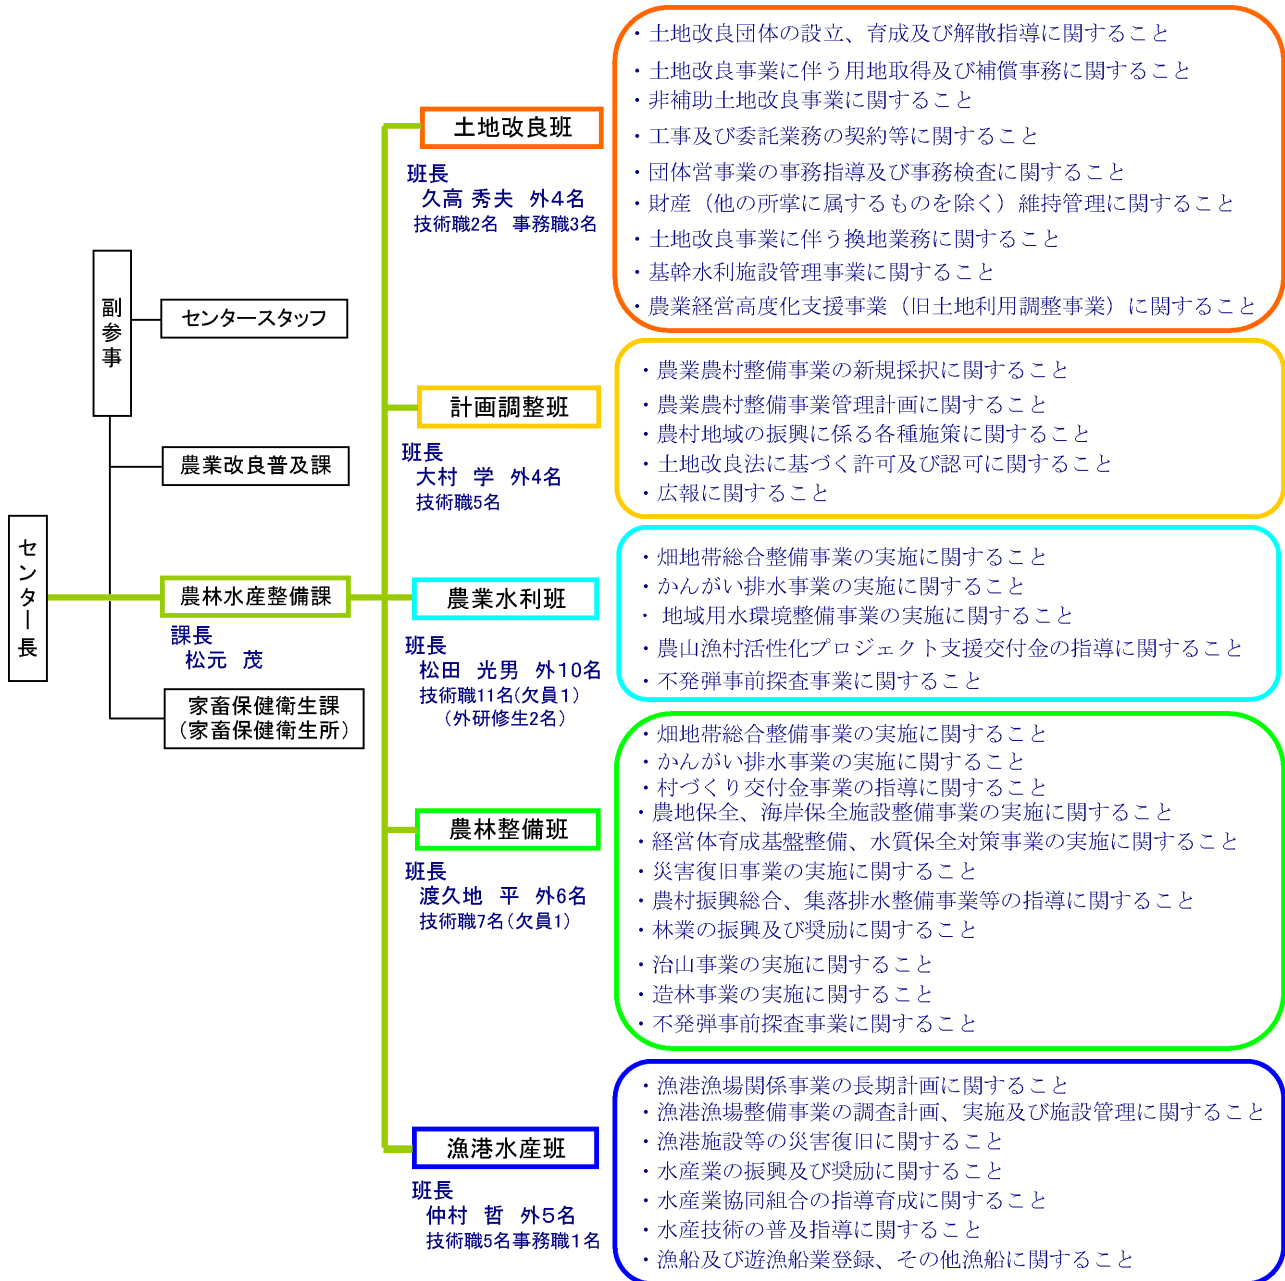 センター長
副参事
センタースタッフ
農業改良普及課
農林水産整備課
課長
松元 茂
家畜保健衛生課
(家畜保健衛生所)
土地改良班
班長
久高 秀夫 外4名
技術職2名 事務職3名
・土地改良団体の設立、育成及び解散指導に関すること
・土地改良事業に伴う用地取得及び補償事務に関すること
・非補助土地改良事業に関すること
・工事及び委託業務の契約等に関すること
・団体営事業の事務指導及び事務検査に関すること
・財産（他の所掌に属するものを除く）維持管理に関すること
・土地改良事業に伴う換地業務に関すること
・基幹水利施設管理事業に関すること
・農業経営高度化支援事業（旧土地利用調整事業）に関すること
計画調整班
班長
大村 学 外4名
技術職5名
・農業農村整備事業の新規採択に関すること
・農業農村整備事業管理計画に関すること
・農村地域の振興に係る各種施策に関すること
・土地改良法に基づく許可及び認可に関すること
・広報に関すること
農業水利班
班長
松田 光男 外10名
技術職11名(欠員1)
(外研修生2名)
・畑地帯総合整備事業の実施に関すること
・かんがい排水事業の実施に関すること
・地域用水環境整備事業の実施に関すること
・農山漁村活性化プロジェクト支援交付金の指導に関すること
・不発弾事前探査事業に関すること
農林整備班
班長
渡久地 平 外6名
技術職7名(欠員1)
・畑地帯総合整備事業の実施に関すること
・かんがい排水事業の実施に関すること
・村づくり交付金事業の指導に関すること
・農地保全、海岸保全施設整備事業の実施に関すること
・経営体育成基盤整備、水質保全対策事業の実施に関すること
・災害復旧事業の実施に関すること
・農村振興総合、集落排水整備事業等の指導に関すること
・林業の振興及び奨励に関すること
・治山事業の実施に関すること
・造林事業の実施に関すること
・不発弾事前探査事業に関すること
漁港水産班
班長
仲村 哲 外5名
技術職5名事務職1名
・漁港漁場関係事業の長期計画に関すること
・漁港漁場整備事業の調査計画、実施及び施設管理に関すること
・漁港施設等の災害復旧に関すること
・水産業の振興及び奨励に関すること
・水産業協同組合の指導育成に関すること
・水産技術の普及指導に関すること
・漁船及び遊漁船業登録、その他漁船に関すること